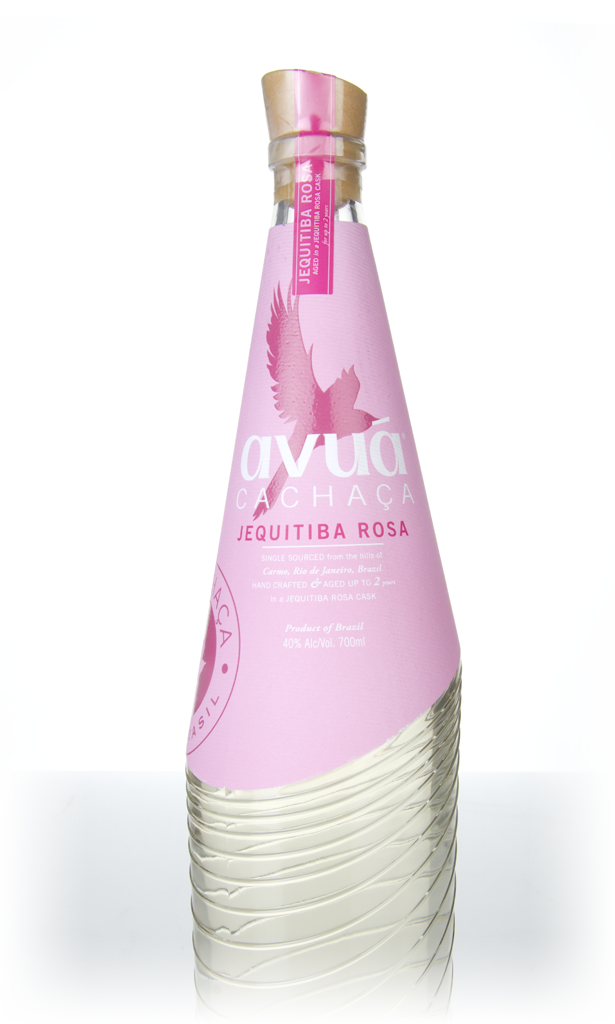 JEQUITIBA ROSA
AGED in a JEQUITIBA ROSA CASK
for up to 2 years
avuá
CACHAÇA
JEQUITIBA ROSA
SINGLE SOURCED from the hills of
Carmo, Rio de Janeiro, Brazil
HAND CRAFTED & AGED UP TO 2 years
in a JEQUITIBA ROSA CASK
Product of Brazil
40% Alc/Vol. 700ml